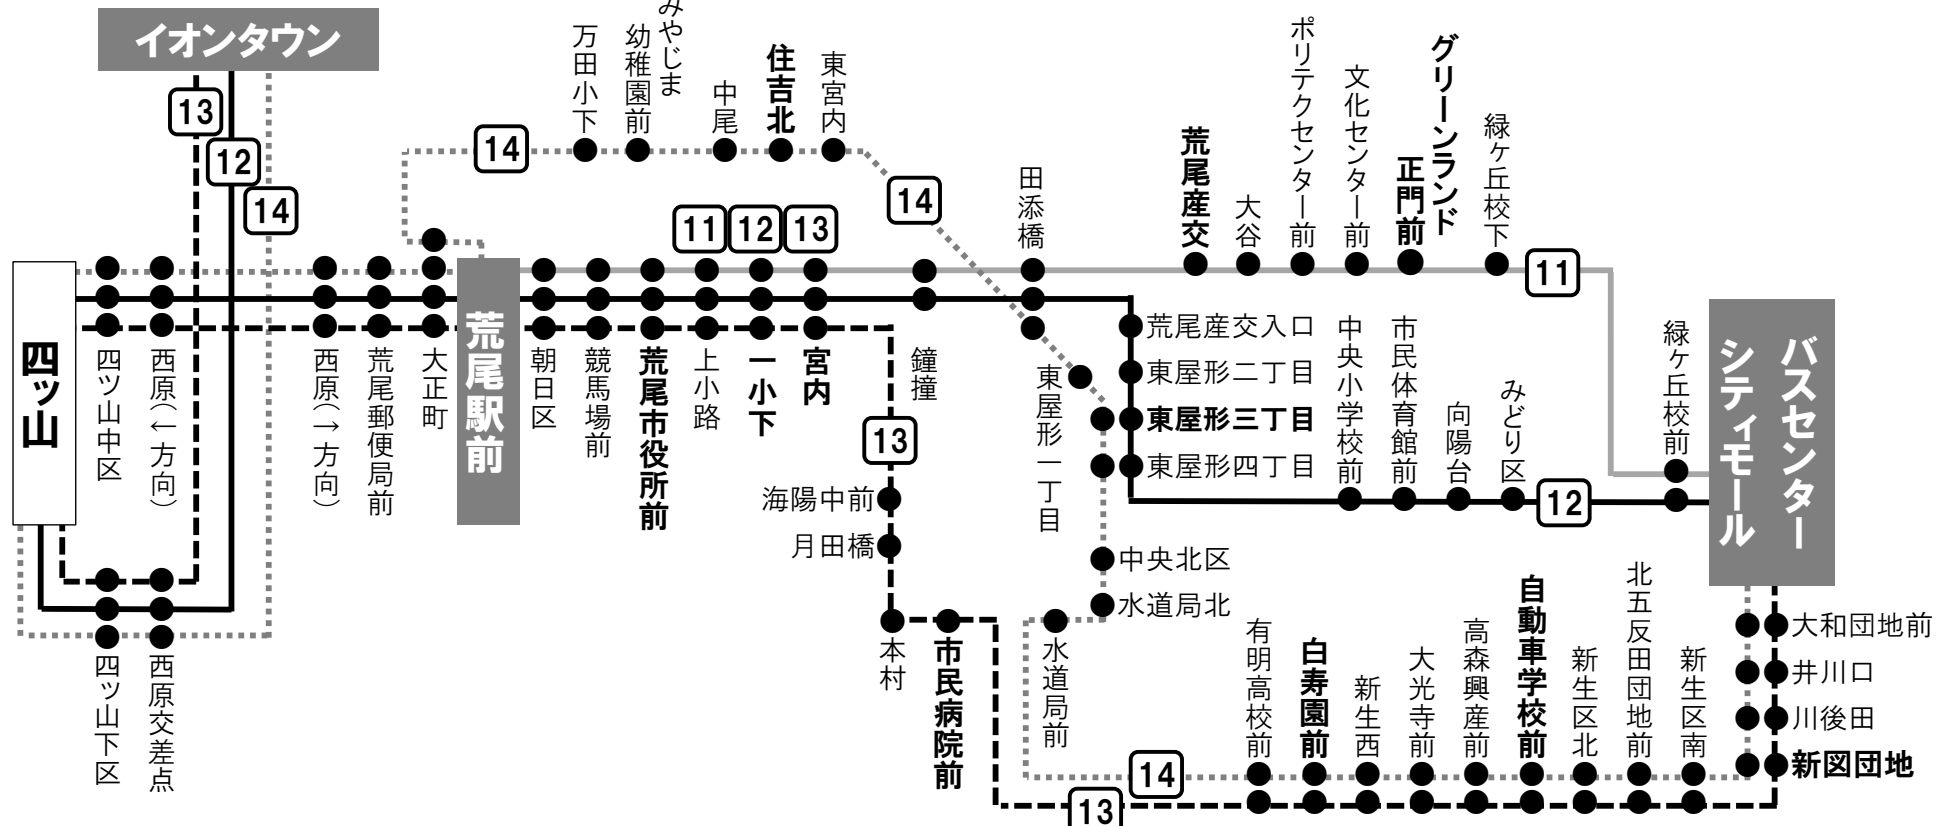 イオンタウン
13
12
14
14
万田小下
みやじま
幼稚園前
中尾
住吉北
東宮内
14
11
12
13
田添橋
荒尾産交
大谷
ポリテクセンター前
文化センター前
グリーンランド
正門前
緑ヶ丘校下
11
四ッ山
四ツ山中区
西原(←方向)
西原(→方向)
荒尾郵便局前
大正町
荒尾駅前
朝日区
競馬場前
荒尾市役所前
上小路
一小下
宮内
鐘撞
13
海陽中前
月田橋
本村
市民病院前
東屋形一丁目
荒尾産交入口
東屋形二丁目
東屋形三丁目
東屋形四丁目
中央小学校前
市民体育館前
向陽台
みどり区
12
緑ヶ丘校前
バスセンター
シティモール
中央北区
水道局北
水道局前
四ッ山下区
西原交差点
14
13
有明高校前
白寿園前
新生西
大光寺前
高森興産前
自動車学校前
新生区北
北五反田団地前
新生区南
大和団地前
井川口
川後田
新図団地